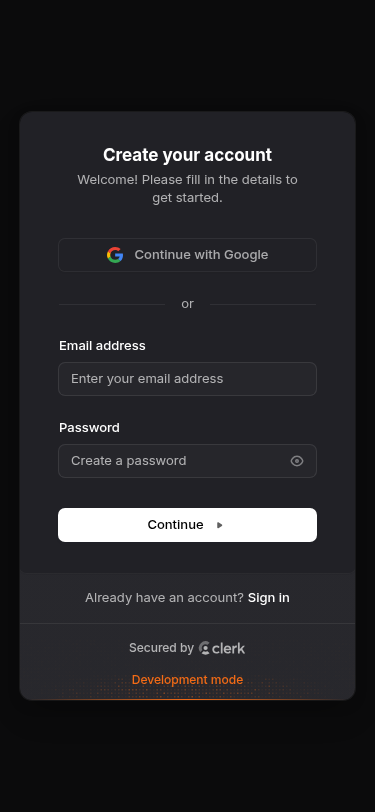 Create your account
Welcome! Please fill in the details to
get started.
Continue with Google
or
Email address
Enter your email address
Password
Create a password
Continue
Already have an account? Sign in
Secured by clerk
Development mode